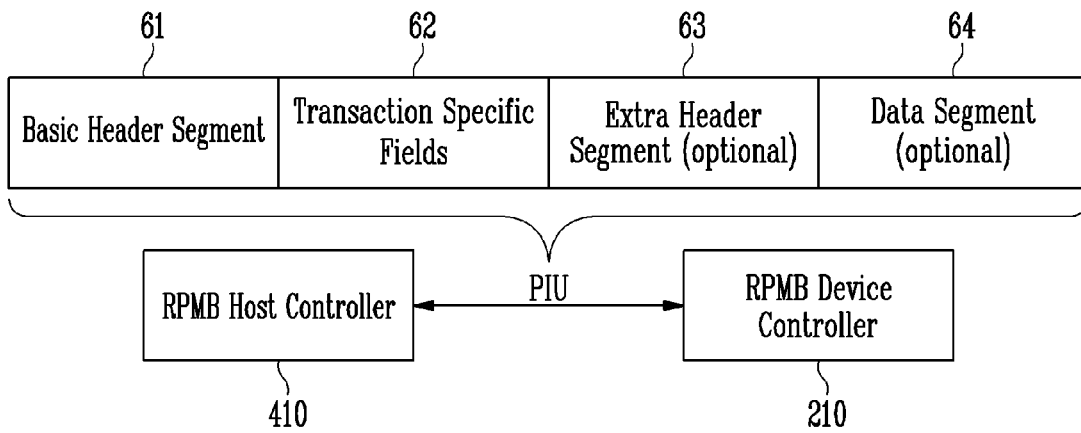 61
62
63
64
Basic Header Segment
Transaction Specific
Fields
Extra Header
Segment (optional)
Data Segment
(optional)
RPMB Host Controller
PIU
RPMB Device
Controller
410
210